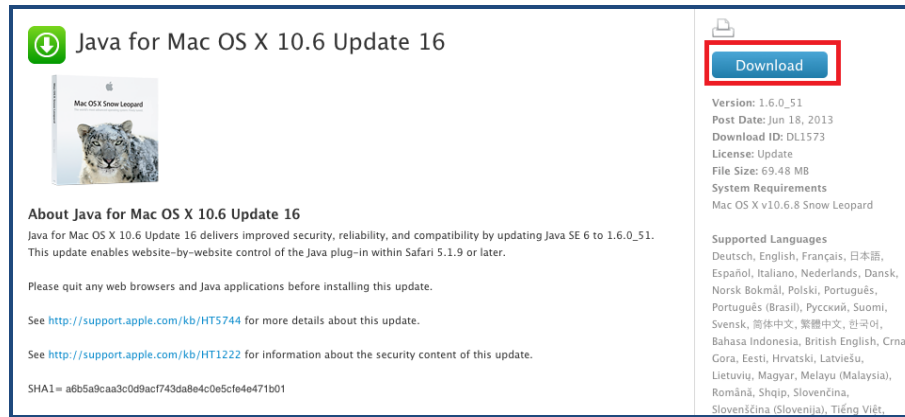 Java for Mac OS X 10.6 Update 16
Mac OS X Snow Leopard
About Java for Mac OS X 10.6 Update 16
Java for Mac OS X 10.6 Update 16 delivers improved security, reliability, and compatibility by updating Java SE 6 to 1.6.0_51.
This update enables website-by-website control of the Java plug-in within Safari 5.1.9 or later.
Please quit any web browsers and Java applications before installing this update.
See http://support.apple.com/kb/HT5744 for more details about this update.
See http://support.apple.com/kb/HT1222 for information about the security content of this update.
SHA1= a6b5a9caa3c0d9acf743da8e4c0e5cfe4e471b01
Download
Version: 1.6.0_51
Post Date: Jun 18, 2013
Download ID: DL1573
License: Update
File Size: 69.48 MB
System Requirements
Mac OS X v10.6.8 Snow Leopard
Supported Languages
Deutsch, English, Français, 日本語,
Español, Italiano, Nederlands, Dansk,
Norsk Bokmål, Polski, Português,
Português (Brasil), Русский, Suomi,
Svensk, 简体中文, 繁體中文, 한국어,
Bahasa Indonesia, British English, Crna
Gora, Eesti, Hrvatski, Latviešu,
Lietuvių, Magyar, Melayu (Malaysia),
Română, Shqip, Slovenčina,
Slovenščina (Slovenija), Tiếng Việt,